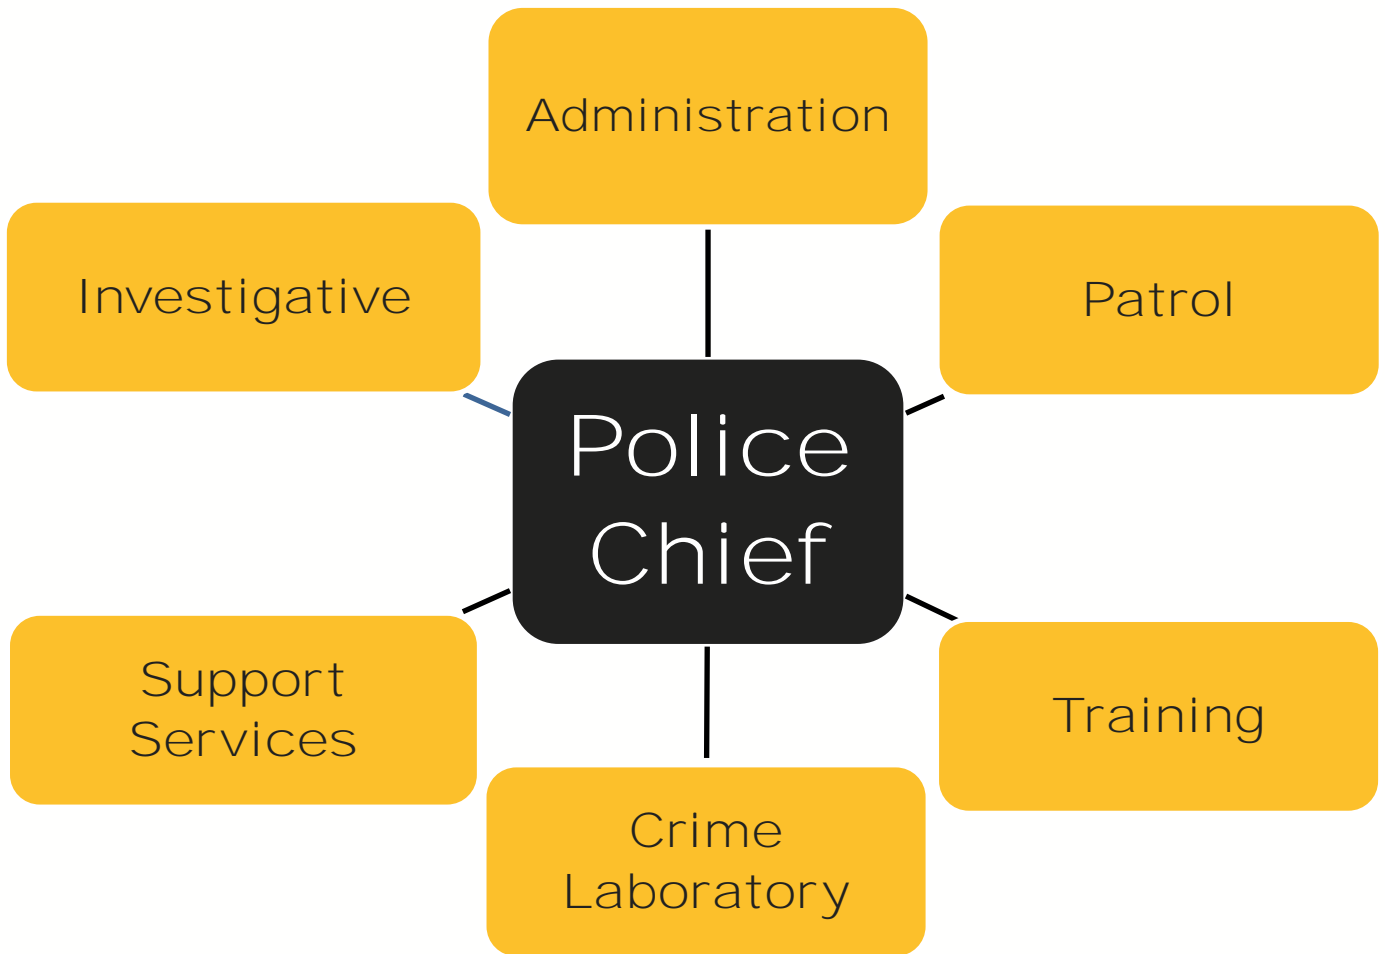 Administration
Investigative
Patrol
Police
Chief
Support
Services
Training
Crime
Laboratory